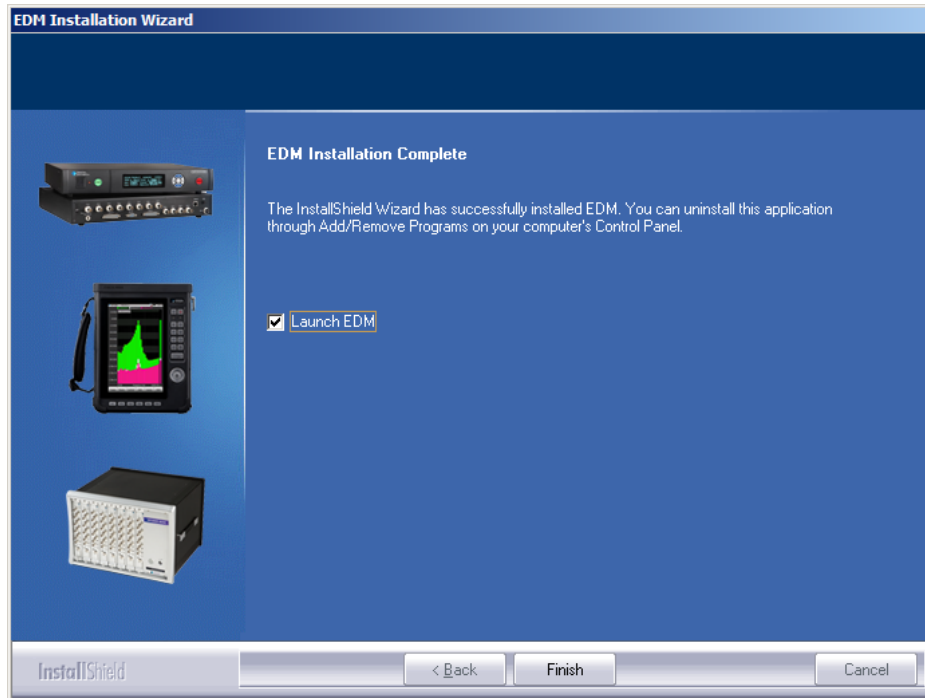 EDM Installation Wizard
EDM Installation Complete
The InstallShield Wizard has successfully installed EDM. You can uninstall this application
through Add/Remove Programs on your computer's Control Panel.
Launch EDM
InstallShield
< Back
Finish
Cancel